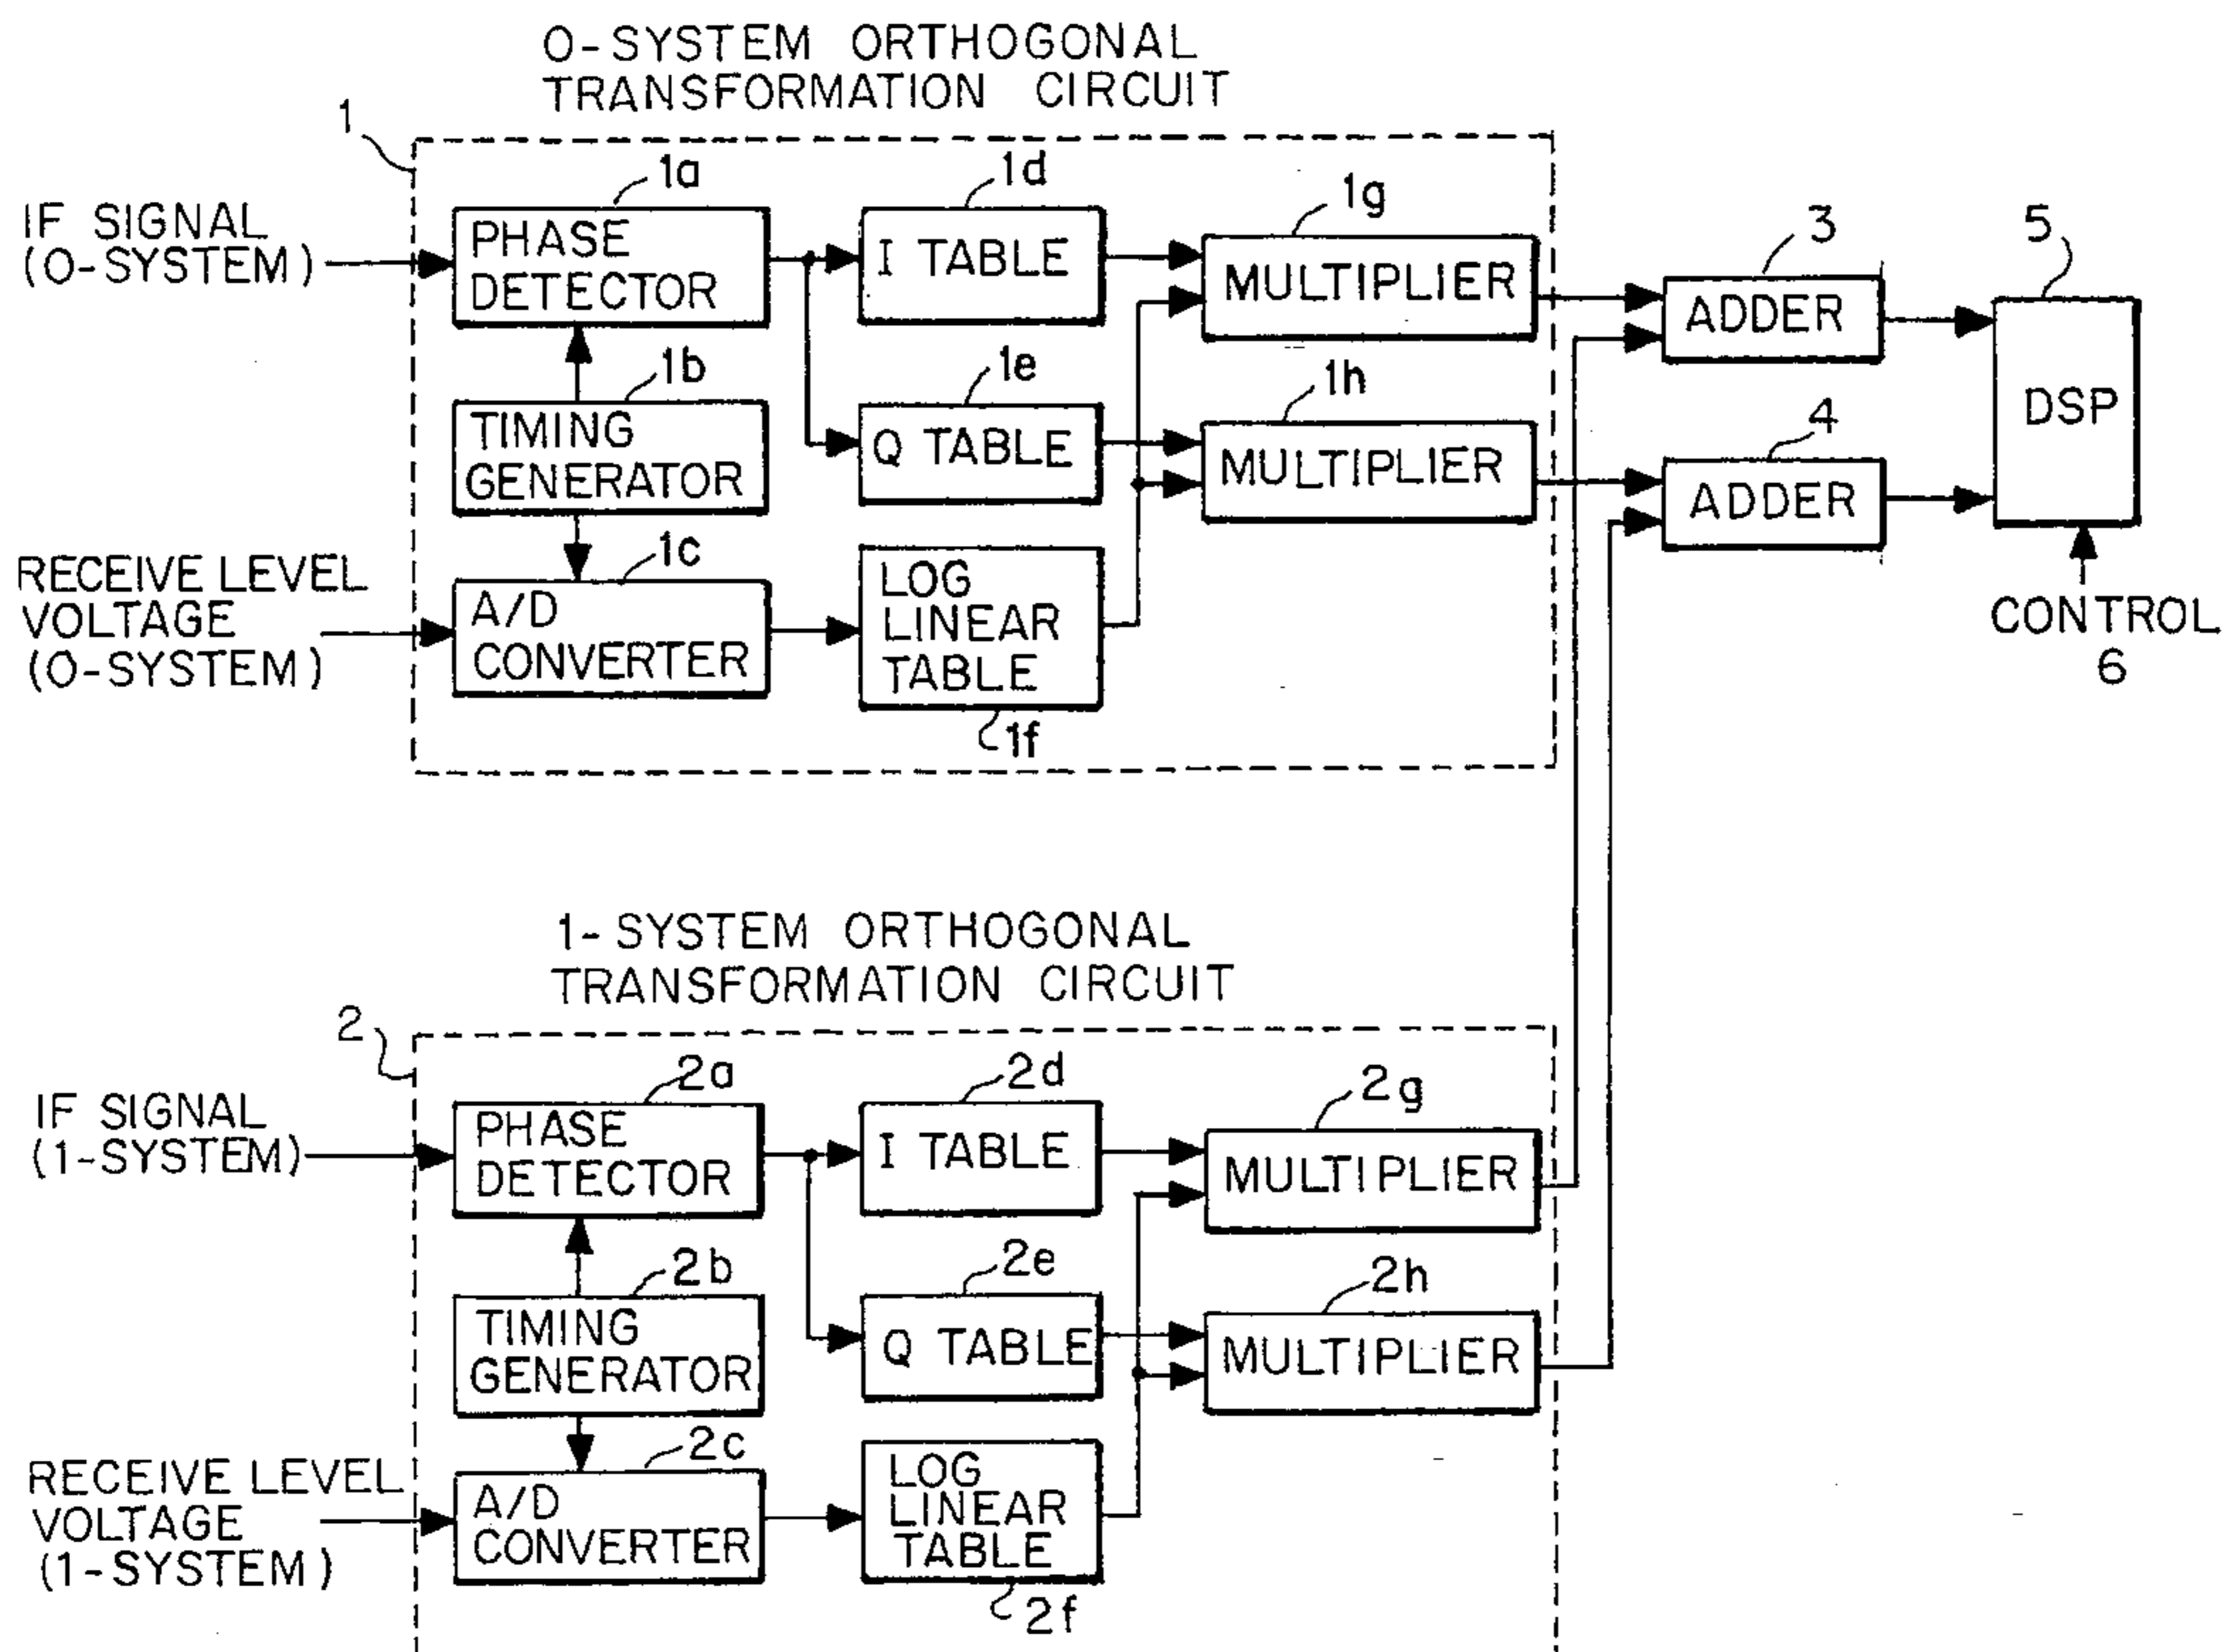 0-SYSTEM ORTHOGONAL
TRANSFORMATION CIRCUIT
1
IF SIGNAL
(0-SYSTEM)
1a
PHASE
DETECTOR
1d
I TABLE
1g
MULTIPLIER
3
ADDER
5
DSP
1b
TIMING
GENERATOR
1e
Q TABLE
1h
MULTIPLIER
4
ADDER
RECEIVE LEVEL
VOLTAGE
(0-SYSTEM)
1c
A/D
CONVERTER
LOG
LINEAR
TABLE
1f
CONTROL
6
1-SYSTEM ORTHOGONAL
TRANSFORMATION CIRCUIT
2
IF SIGNAL
(1-SYSTEM)
2a
PHASE
DETECTOR
2d
I TABLE
2g
MULTIPLIER
2b
TIMING
GENERATOR
2e
Q TABLE
2h
MULTIPLIER
RECEIVE LEVEL
VOLTAGE
(1-SYSTEM)
2c
A/D
CONVERTER
LOG
LINEAR
TABLE
2f